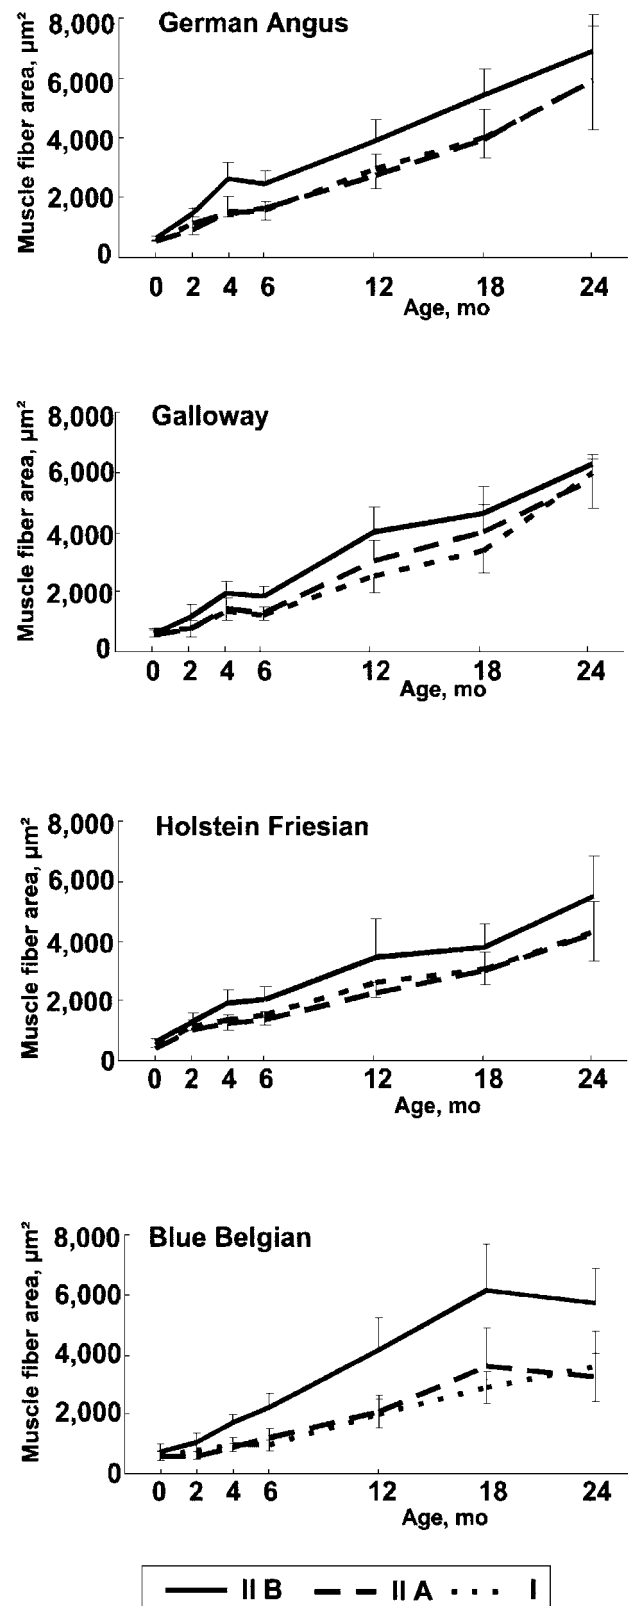 German Angus
Muscle fiber area, µm²
8,000
6,000
4,000
2,000
0
0 2 4 6 12 18 24
Age, mo
Galloway
Muscle fiber area, µm²
8,000
6,000
4,000
2,000
0
0 2 4 6 12 18 24
Age, mo
Holstein Friesian
Muscle fiber area, µm²
8,000
6,000
4,000
2,000
0
0 2 4 6 12 18 24
Age, mo
Blue Belgian
Muscle fiber area, µm²
8,000
6,000
4,000
2,000
0
0 2 4 6 12 18 24
Age, mo
II B II A I